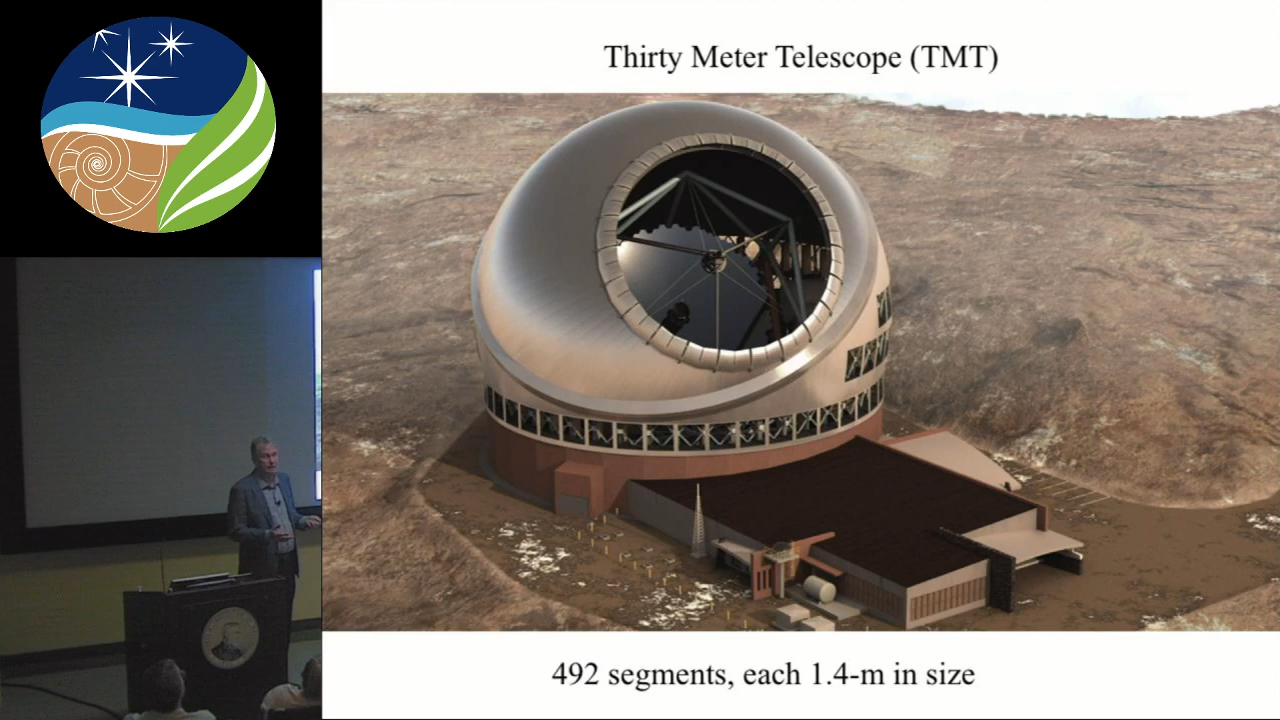 Thirty Meter Telescope (TMT)
492 segments, each 1.4-m in size